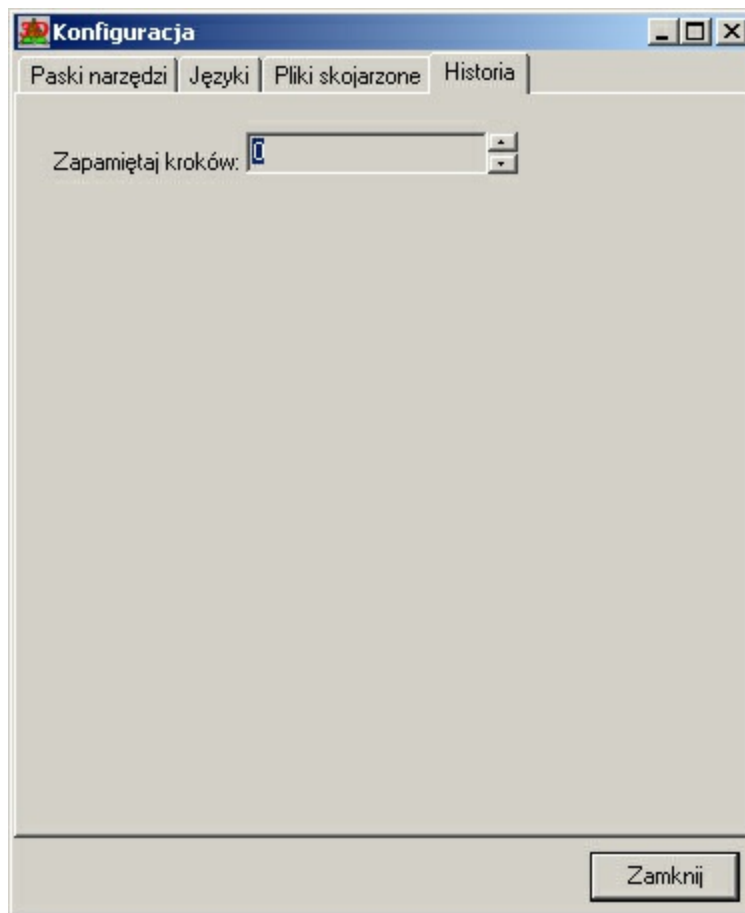 Konfiguracja
Paski narzędzi Języki Pliki skojarzone Historia
Zapamiętaj kroków: 0
Zamknij